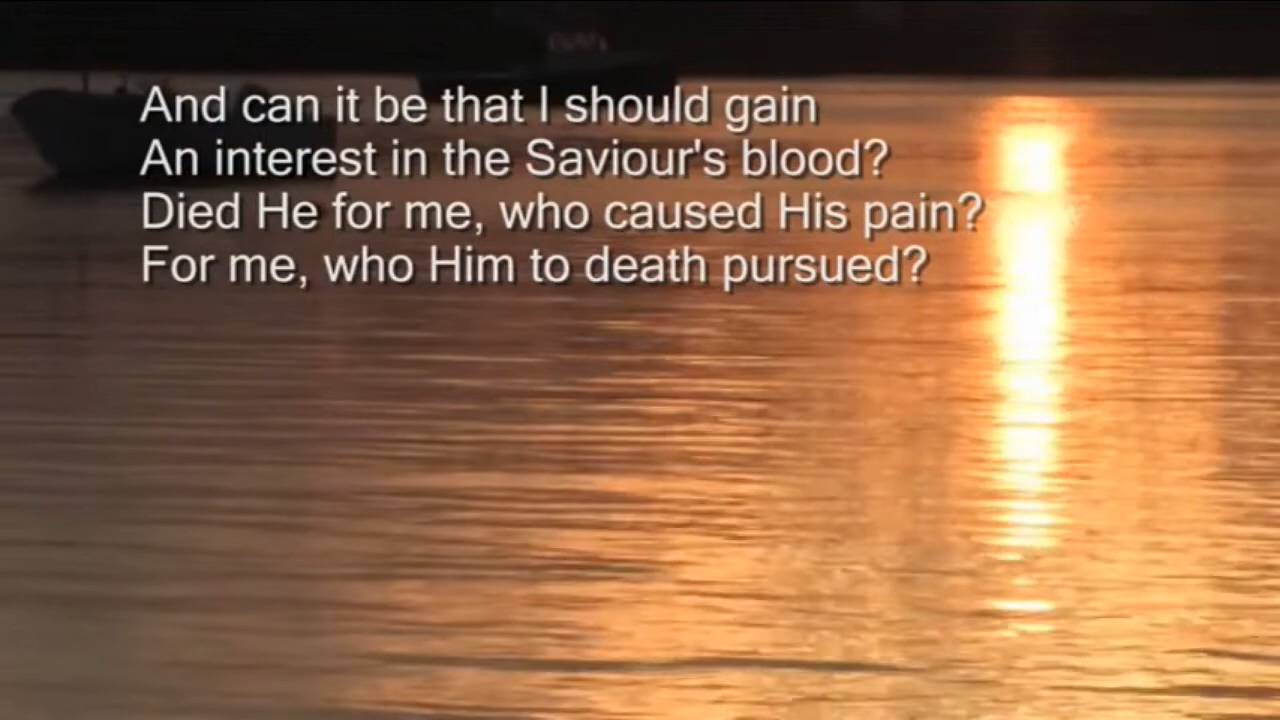 And can it be that I should gain
An interest in the Saviour's blood?
Died He for me, who caused His pain?
For me, who Him to death pursued?